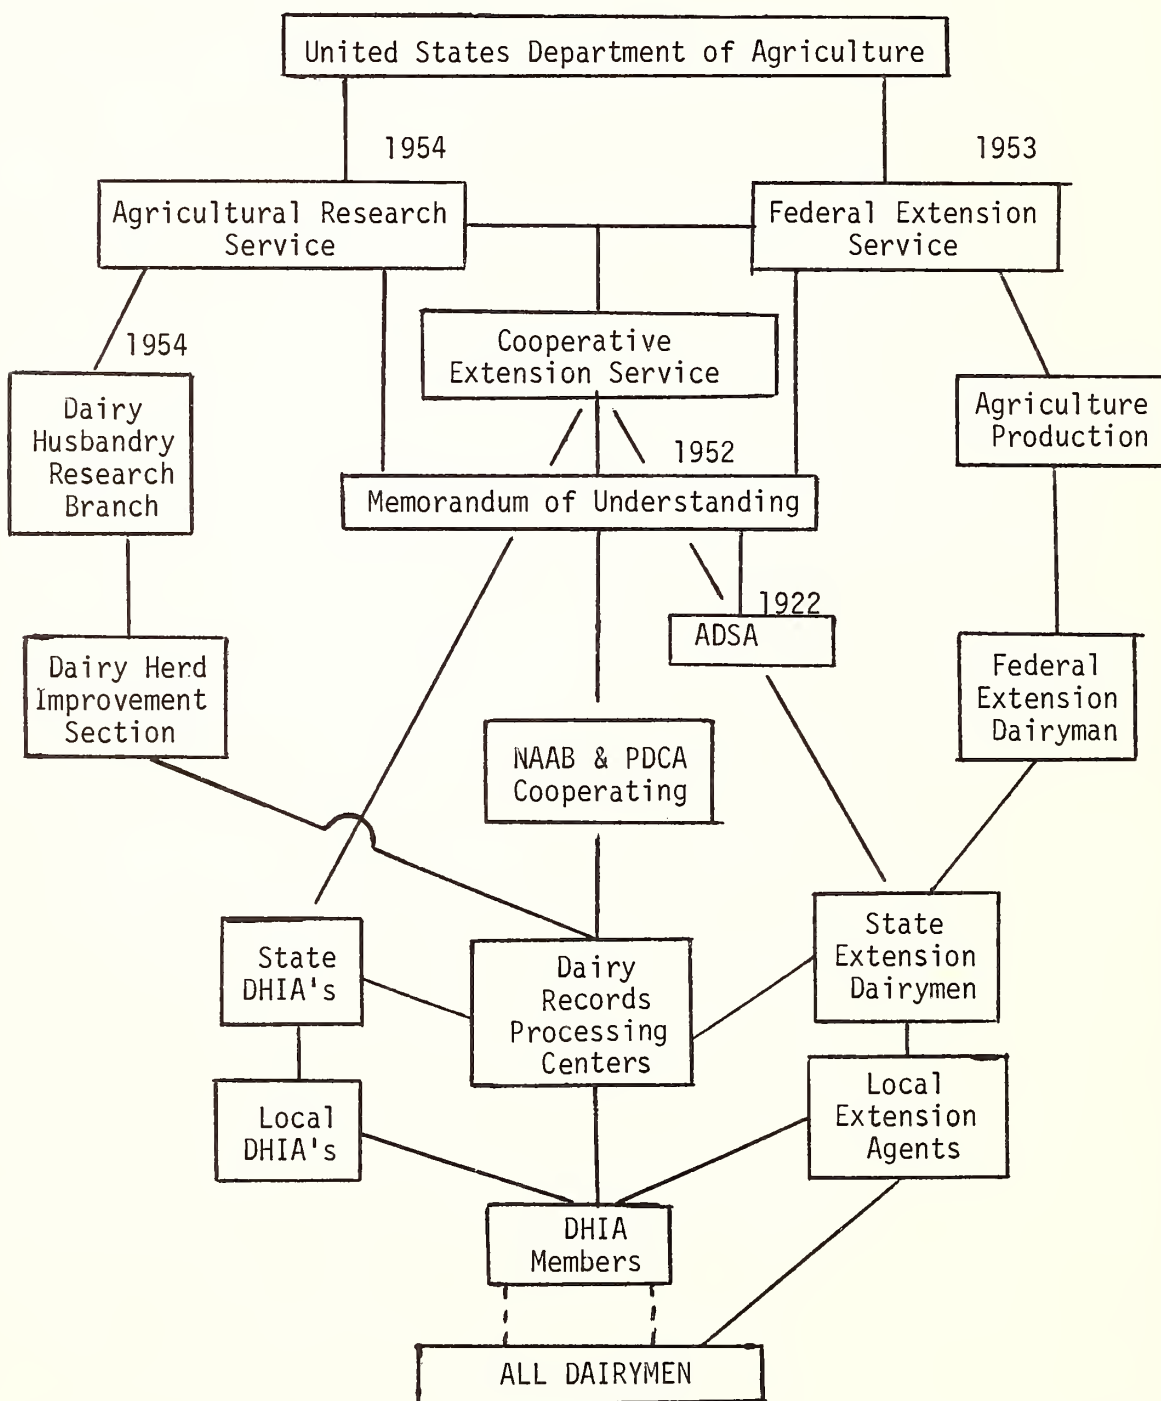 United States Department of Agriculture
1954
1953
Agricultural Research
Service
Federal Extension
Service
Cooperative
Extension Service
1954
Dairy
Husbandry
Research
Branch
Agriculture
Production
1952
Memorandum of Understanding
1922
ADSA
Dairy Herd
Improvement
Section
Federal
Extension
Dairyman
NAAB & PDCA
Cooperating
State
DHIA's
Dairy
Records
Processing
Centers
State
Extension
Dairymen
Local
DHIA's
Local
Extension
Agents
DHIA
Members
ALL DAIRYMEN